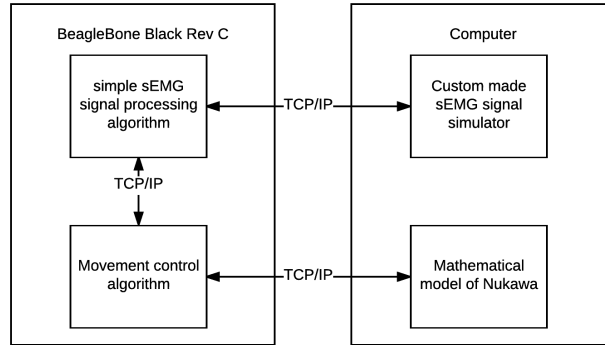 BeagleBone Black Rev C
simple sEMG
signal processing
algorithm
TCP/IP
Movement control
algorithm
TCP/IP
TCP/IP
Computer
Custom made
sEMG signal
simulator
Mathematical
model of Nukawa